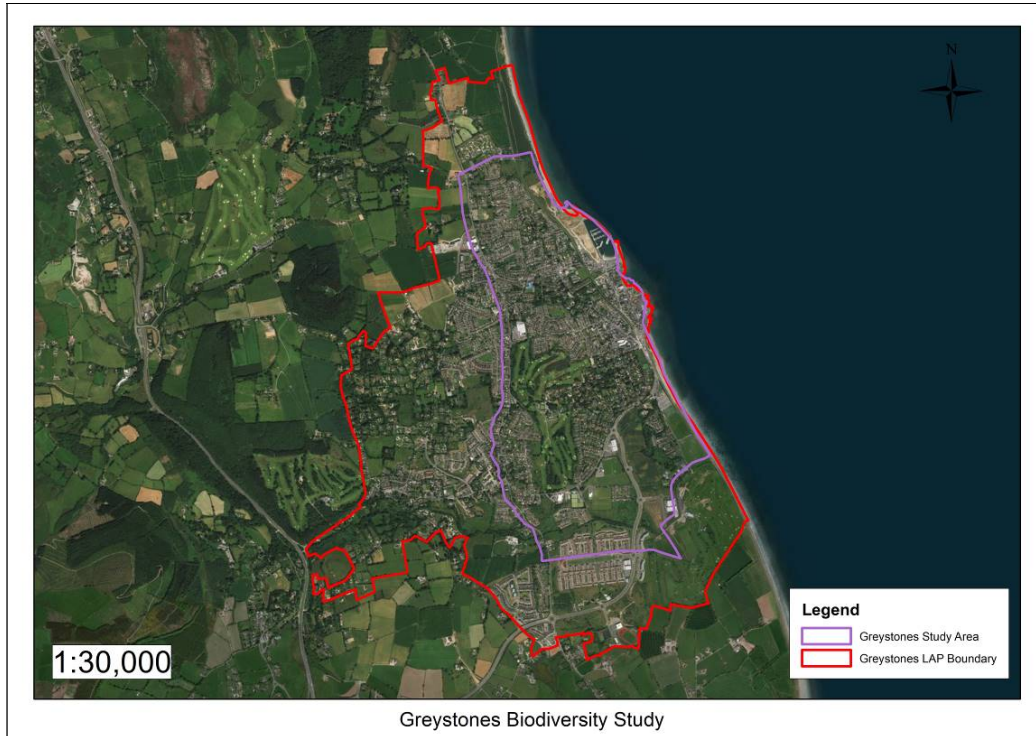 N
1:30,000
Legend
Greystones Study Area
Greystones LAP Boundary
Greystones Biodiversity Study